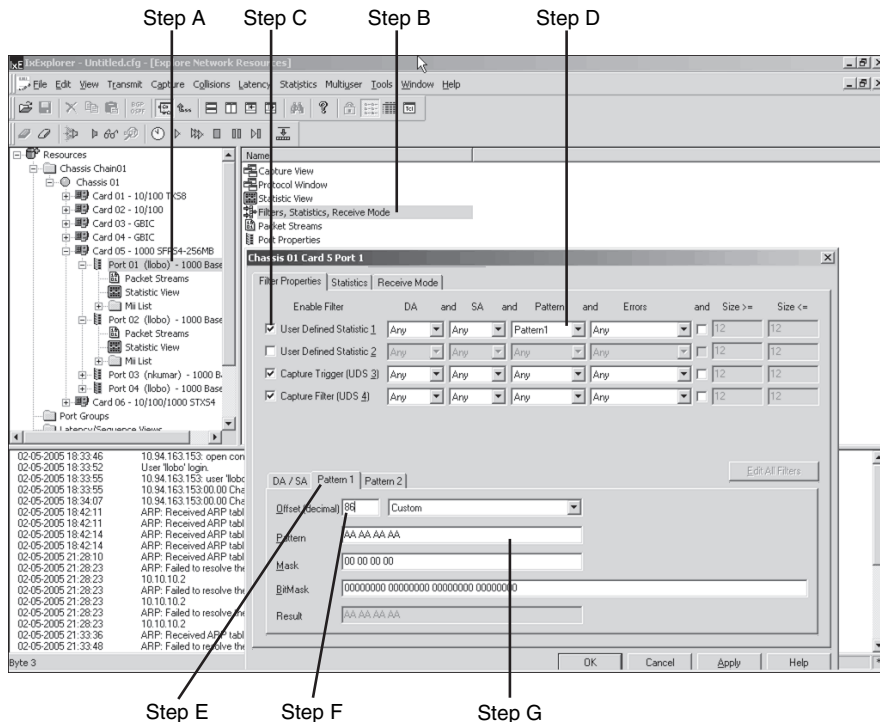 Step A Step C Step B Step D
IxExplorer - Untitled.cfg - [Explore Network Resources]
File Edit View Transmit Capture Collisions Latency Statistics Multiuser Tools Window Help
Resources
Chassis Chain01
Chassis 01
Card 01 - 10/100 TXS8
Card 02 - 10/100
Card 03 - GBIC
Card 04 - GBIC
Card 05 - 1000 SFPS4-256MB
Port 01 (llobo) - 1000 Base
Packet Streams
Statistic View
Mii List
Port 02 (llobo) - 1000 Base
Packet Streams
Statistic View
Mii List
Port 03 (nkumar) - 1000 B
Port 04 (llobo) - 1000 Base
Card 06 - 10/100/1000 STXS4
Port Groups
Latency/Sequence Views
Name
Capture View
Protocol Window
Statistic View
Filters, Statistics, Receive Mode
Packet Streams
Port Properties
Chassis 01 Card 5 Port 1
Filter Properties Statistics Receive Mode
Enable Filter DA and SA and Pattern and Errors and Size >= Size <=
User Defined Statistic 1 Any Any Pattern1 Any 12 12
User Defined Statistic 2 Any Any Any Any 12 12
Capture Trigger (UDS 3) Any Any Any Any 12 12
Capture Filter (UDS 4) Any Any Any Any 12 12
Edit All Filters
DA / SA Pattern 1 Pattern 2
Offset (decimal) 86 Custom
Pattern AA AA AA AA
Mask 00 00 00 00
BitMask 00000000 00000000 00000000 00000000
Result AA AA AA AA
OK Cancel Apply Help
02-05-2005 18:33:46 10.94.163.153: open con
02-05-2005 18:33:52 User 'llobo' login.
02-05-2005 18:33:55 10.94.163.153: user 'llobo
02-05-2005 18:33:55 10.94.163.153:00.00 Cha
02-05-2005 18:34:07 10.94.163.153:00.00 Cha
02-05-2005 18:42:11 ARP: Received ARP tabl
02-05-2005 18:42:11 ARP: Received ARP tabl
02-05-2005 18:42:14 ARP: Received ARP tabl
02-05-2005 18:42:14 ARP: Received ARP tabl
02-05-2005 21:28:10 ARP: Failed to resolve the
02-05-2005 21:28:23 10.10.10.2
02-05-2005 21:28:23 ARP: Failed to resolve the
02-05-2005 21:28:23 10.10.10.2
02-05-2005 21:28:23 ARP: Failed to resolve the
02-05-2005 21:28:23 10.10.10.2
02-05-2005 21:33:36 ARP: Received ARP tabl
02-05-2005 21:33:48 ARP: Failed to resolve the
Byte 3
Step E Step F Step G